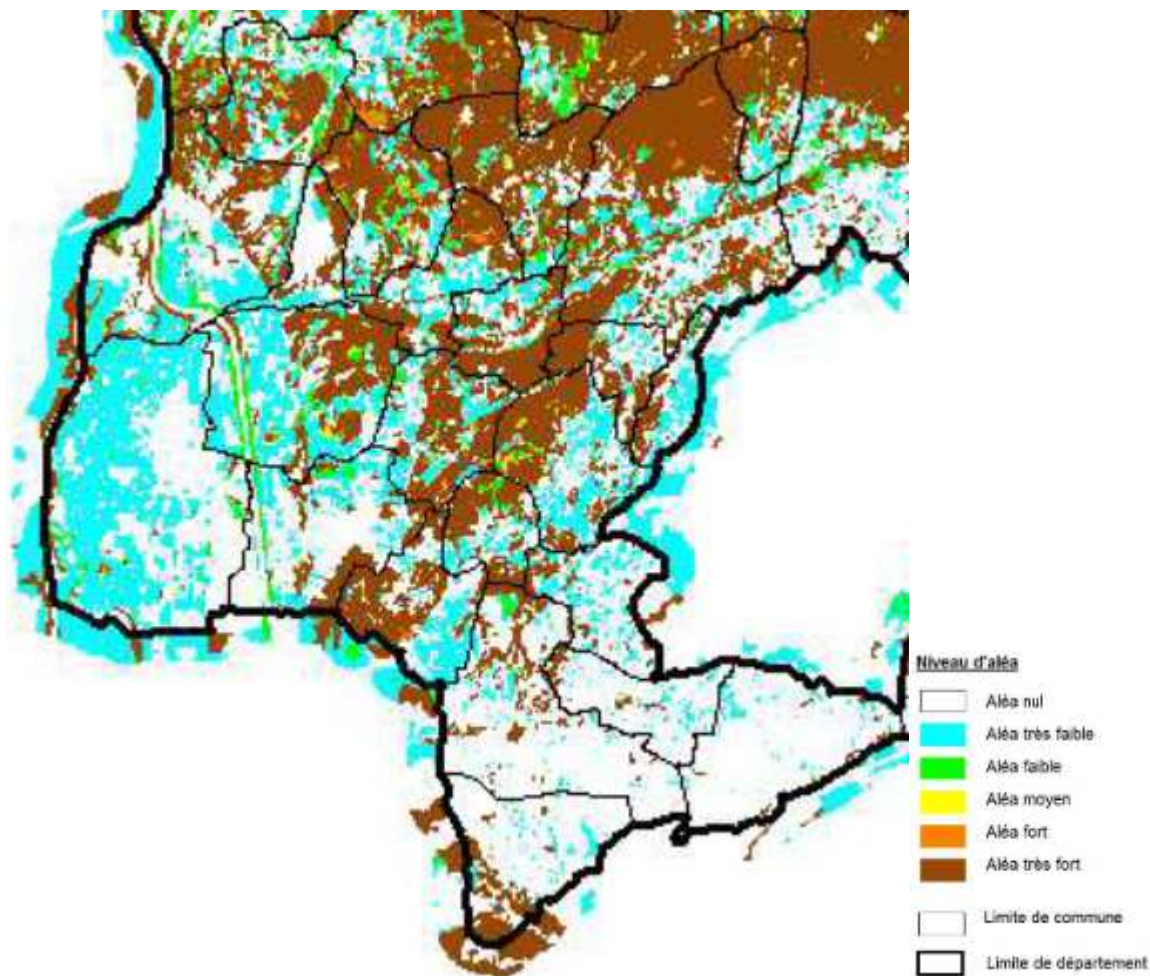 Niveau d'aléa
Aléa nul
Aléa très faible
Aléa faible
Aléa moyen
Aléa fort
Aléa très fort
Limite de commune
Limite de département